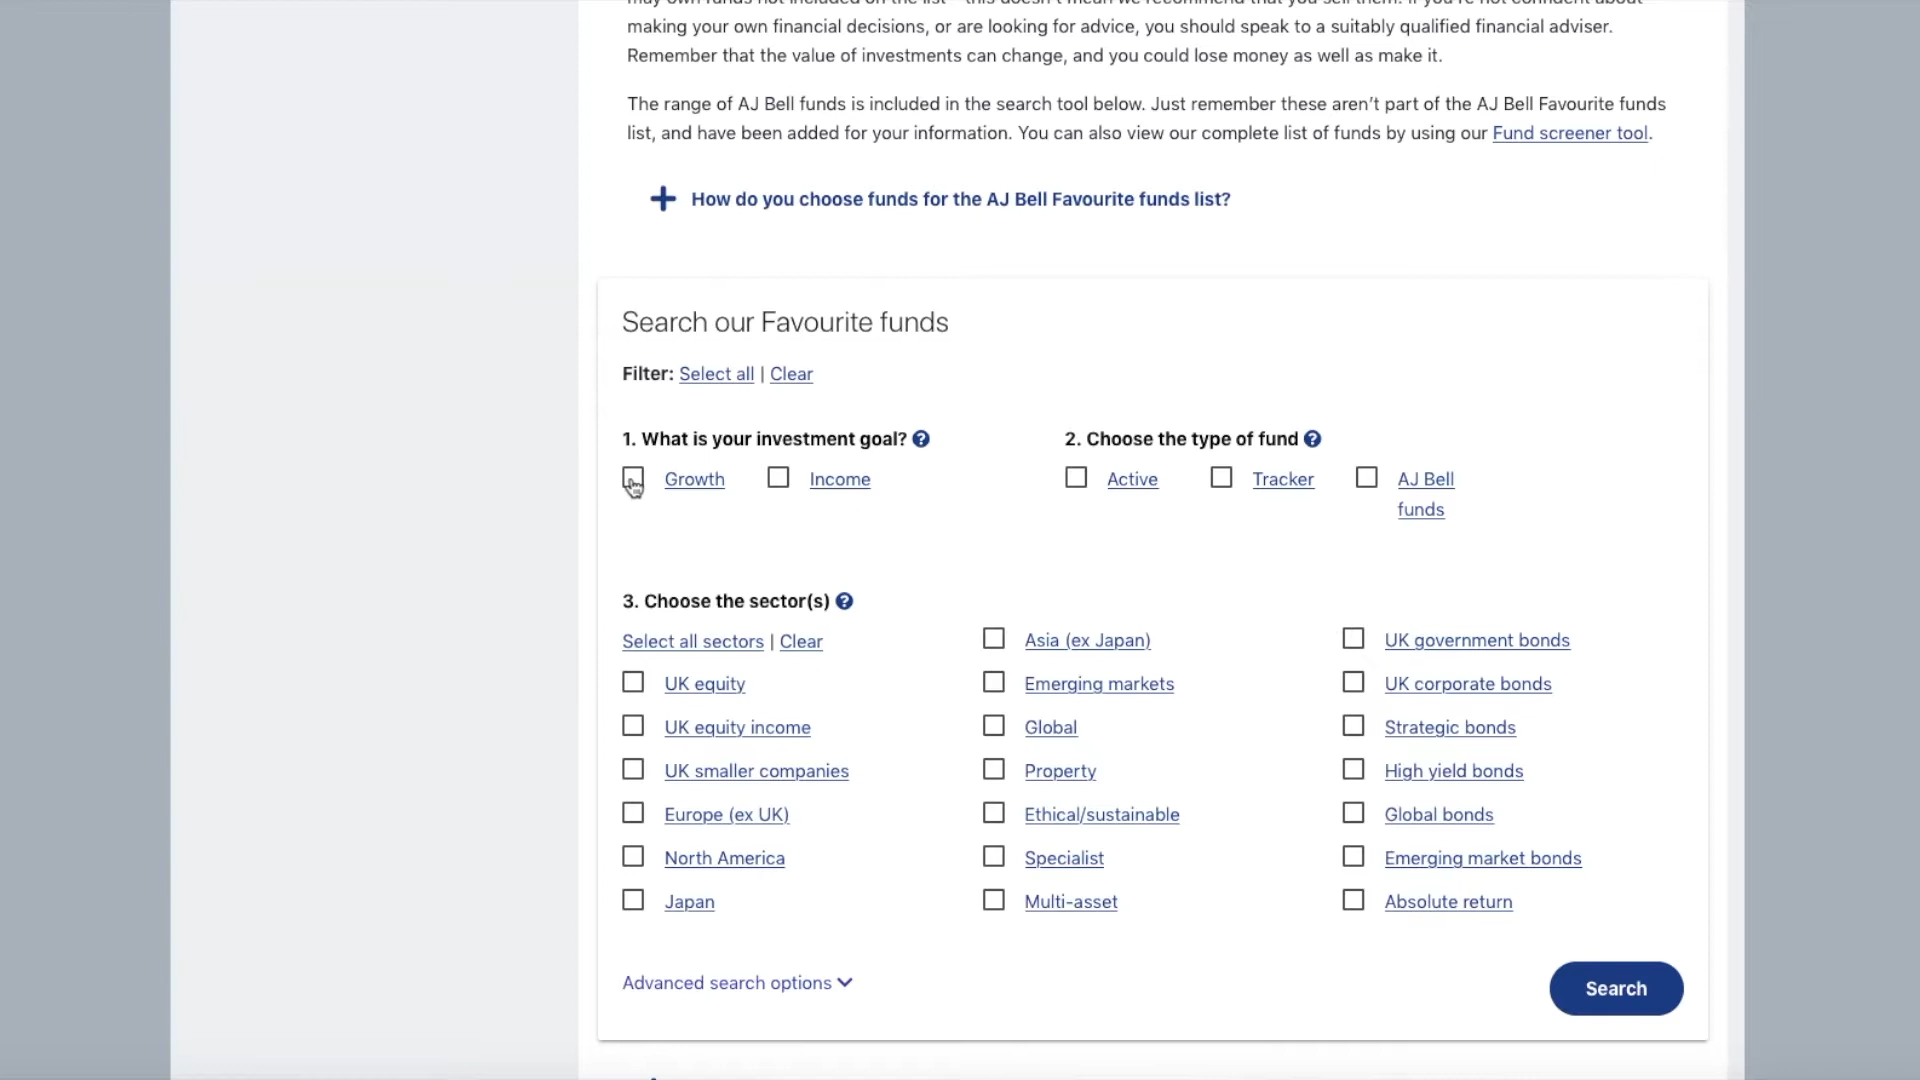 making your own financial decisions, or are looking for advice, you should speak to a suitably qualified financial adviser.
Remember that the value of investments can change, and you could lose money as well as make it.
The range of AJ Bell funds is included in the search tool below. Just remember these aren't part of the AJ Bell Favourite funds
list, and have been added for your information. You can also view our complete list of funds by using our Fund screener tool.
How do you choose funds for the AJ Bell Favourite funds list?
Search our Favourite funds
Filter: Select all | Clear
1. What is your investment goal? ?
Growth Income
2. Choose the type of fund ?
Active Tracker AJ Bell
funds
3. Choose the sector(s) ?
Select all sectors | Clear
UK equity
UK equity income
UK smaller companies
Europe (ex UK)
North America
Japan
Asia (ex Japan)
Emerging markets
Global
Property
Ethical/sustainable
Specialist
Multi-asset
UK government bonds
UK corporate bonds
Strategic bonds
High yield bonds
Global bonds
Emerging market bonds
Absolute return
Advanced search options
Search